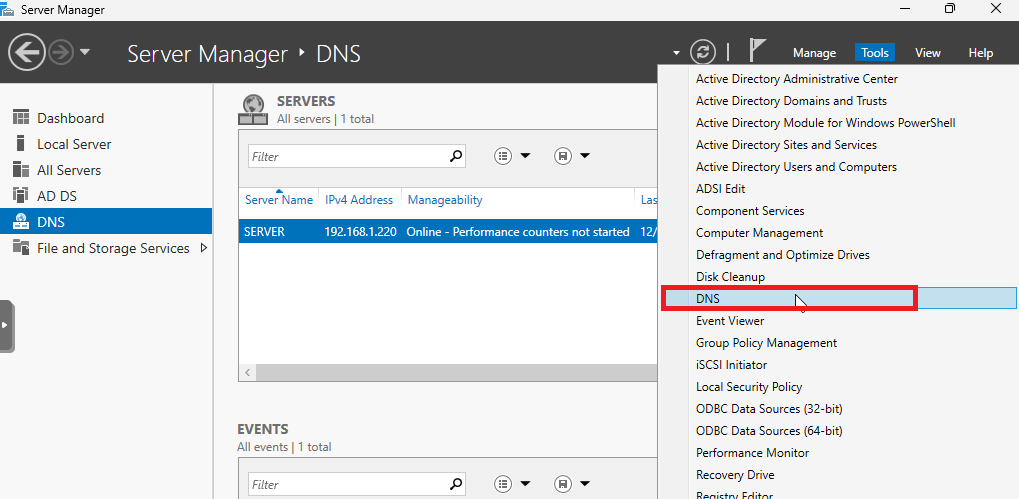 Server Manager
Server Manager ‣ DNS
Manage Tools View Help
Dashboard
Local Server
All Servers
AD DS
DNS
File and Storage Services
SERVERS
All servers | 1 total
Filter
Server Name IPv4 Address Manageability Las
SERVER 192.168.1.220 Online - Performance counters not started 12/
EVENTS
All events | 1 total
Filter
Active Directory Administrative Center
Active Directory Domains and Trusts
Active Directory Module for Windows PowerShell
Active Directory Sites and Services
Active Directory Users and Computers
ADSI Edit
Component Services
Computer Management
Defragment and Optimize Drives
Disk Cleanup
DNS
Event Viewer
Group Policy Management
iSCSI Initiator
Local Security Policy
ODBC Data Sources (32-bit)
ODBC Data Sources (64-bit)
Performance Monitor
Recovery Drive
Registry Editor